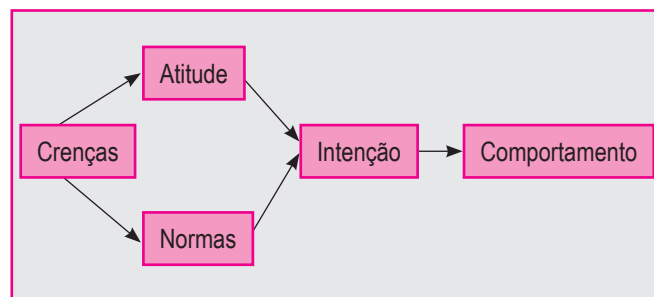 Atitude
Crenças
Intenção
Comportamento
Normas